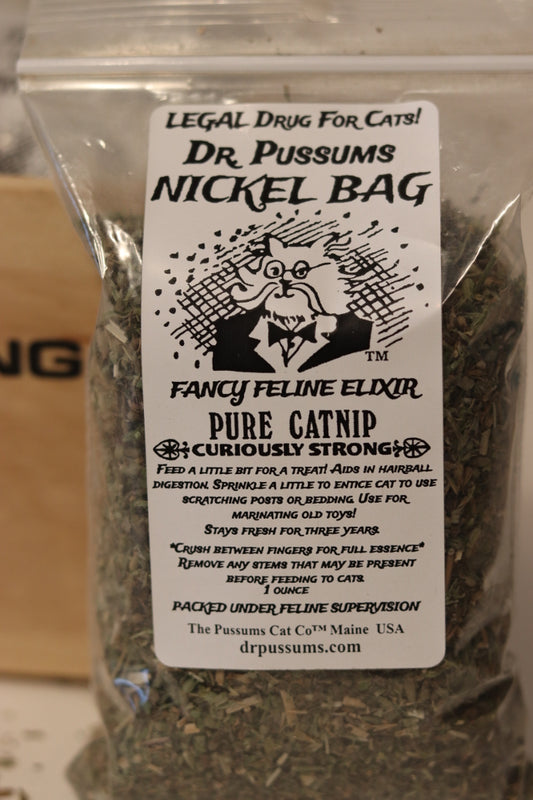 LEGAL DRUG FOR CATS!
DR PUSSUMS
NICKEL BAG
TM
FANCY FELINE ELIXIR
PURE CATNIP
CURIOUSLY STRONG
FEED A LITTLE BIT FOR A TREAT! AIDS IN HAIRBALL
DIGESTION. SPRINKLE A LITTLE TO ENTICE CAT TO USE
SCRATCHING POSTS OR BEDDING. USE FOR
MARINATING OLD TOYS!
STAYS FRESH FOR THREE YEARS.
*CRUSH BETWEEN FINGERS FOR FULL ESSENCE*
REMOVE ANY STEMS THAT MAY BE PRESENT
BEFORE FEEDING TO CATS.
1 OUNCE
PACKED UNDER FELINE SUPERVISION
The Pussums Cat Co™ Maine USA
drpussums.com
NG